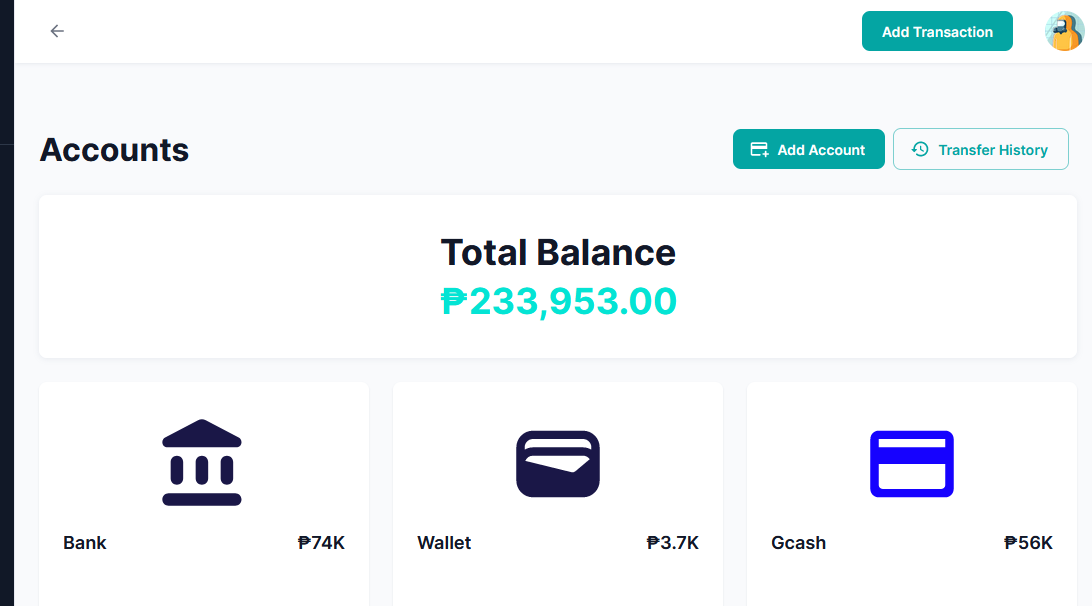 Add Transaction
Accounts
Add Account
Transfer History
Total Balance
₱233,953.00
Bank ₱74K
Wallet ₱3.7K
Gcash ₱56K